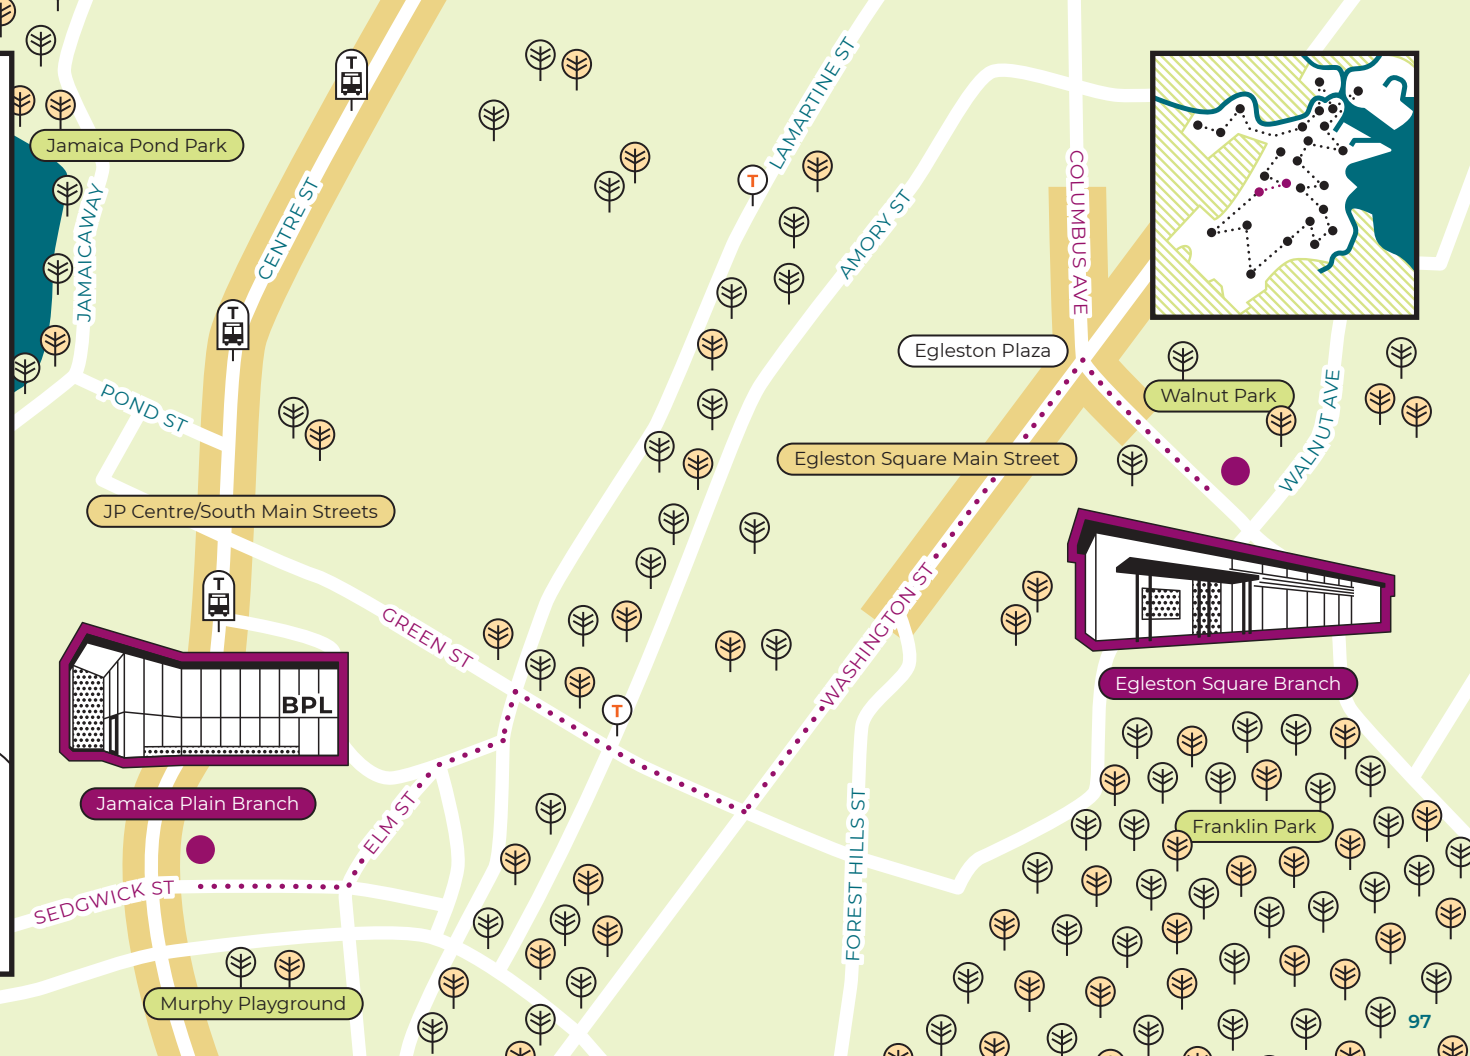 T
LAMARTINE ST
Jamaica Pond Park
T
JAMAICAWAY
CENTRE ST
AMORY ST
COLUMBUS AVE
T
Egleston Plaza
POND ST
Walnut Park
WALNUT AVE
Egleston Square Main Street
JP Centre/South Main Streets
T
GREEN ST
WASHINGTON ST
Egleston Square Branch
BPL
T
Jamaica Plain Branch
ELM ST
FOREST HILLS ST
Franklin Park
SEDGWICK ST
Murphy Playground
97